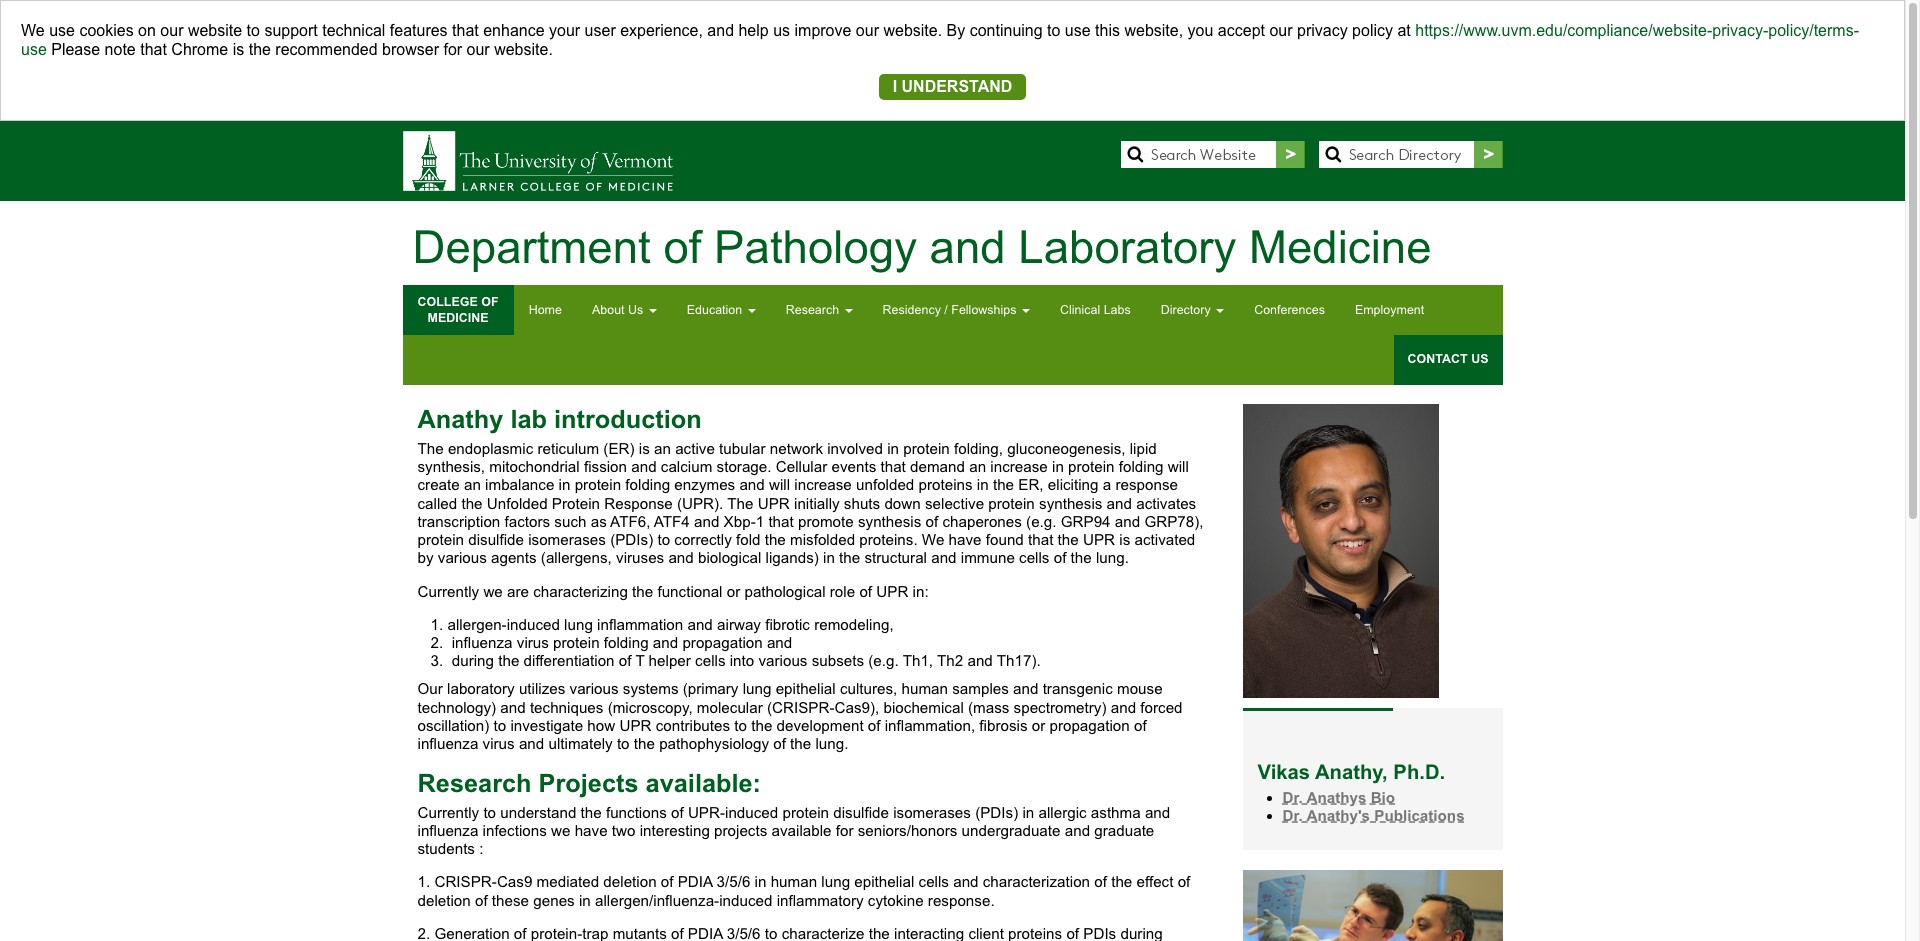 We use cookies on our website to support technical features that enhance your user experience, and help us improve our website. By continuing to use this website, you accept our privacy policy at https://www.uvm.edu/compliance/website-privacy-policy/terms-
use Please note that Chrome is the recommended browser for our website.
I UNDERSTAND
The University of Vermont
LARNER COLLEGE OF MEDICINE
Search Website >
Search Directory >
Department of Pathology and Laboratory Medicine
COLLEGE OF
MEDICINE
Home About Us Education Research Residency / Fellowships Clinical Labs Directory Conferences Employment
CONTACT US
Anathy lab introduction
The endoplasmic reticulum (ER) is an active tubular network involved in protein folding, gluconeogenesis, lipid
synthesis, mitochondrial fission and calcium storage. Cellular events that demand an increase in protein folding will
create an imbalance in protein folding enzymes and will increase unfolded proteins in the ER, eliciting a response
called the Unfolded Protein Response (UPR). The UPR initially shuts down selective protein synthesis and activates
transcription factors such as ATF6, ATF4 and Xbp-1 that promote synthesis of chaperones (e.g. GRP94 and GRP78),
protein disulfide isomerases (PDIs) to correctly fold the misfolded proteins. We have found that the UPR is activated
by various agents (allergens, viruses and biological ligands) in the structural and immune cells of the lung.
Currently we are characterizing the functional or pathological role of UPR in:
1. allergen-induced lung inflammation and airway fibrotic remodeling,
2. influenza virus protein folding and propagation and
3. during the differentiation of T helper cells into various subsets (e.g. Th1, Th2 and Th17).
Our laboratory utilizes various systems (primary lung epithelial cultures, human samples and transgenic mouse
technology) and techniques (microscopy, molecular (CRISPR-Cas9), biochemical (mass spectrometry) and forced
oscillation) to investigate how UPR contributes to the development of inflammation, fibrosis or propagation of
influenza virus and ultimately to the pathophysiology of the lung.
Research Projects available:
Currently to understand the functions of UPR-induced protein disulfide isomerases (PDIs) in allergic asthma and
influenza infections we have two interesting projects available for seniors/honors undergraduate and graduate
students :
1. CRISPR-Cas9 mediated deletion of PDIA 3/5/6 in human lung epithelial cells and characterization of the effect of
deletion of these genes in allergen/influenza-induced inflammatory cytokine response.
2. Generation of protein-trap mutants of PDIA 3/5/6 to characterize the interacting client proteins of PDIs during
Vikas Anathy, Ph.D.
Dr. Anathys Bio
Dr. Anathy's Publications